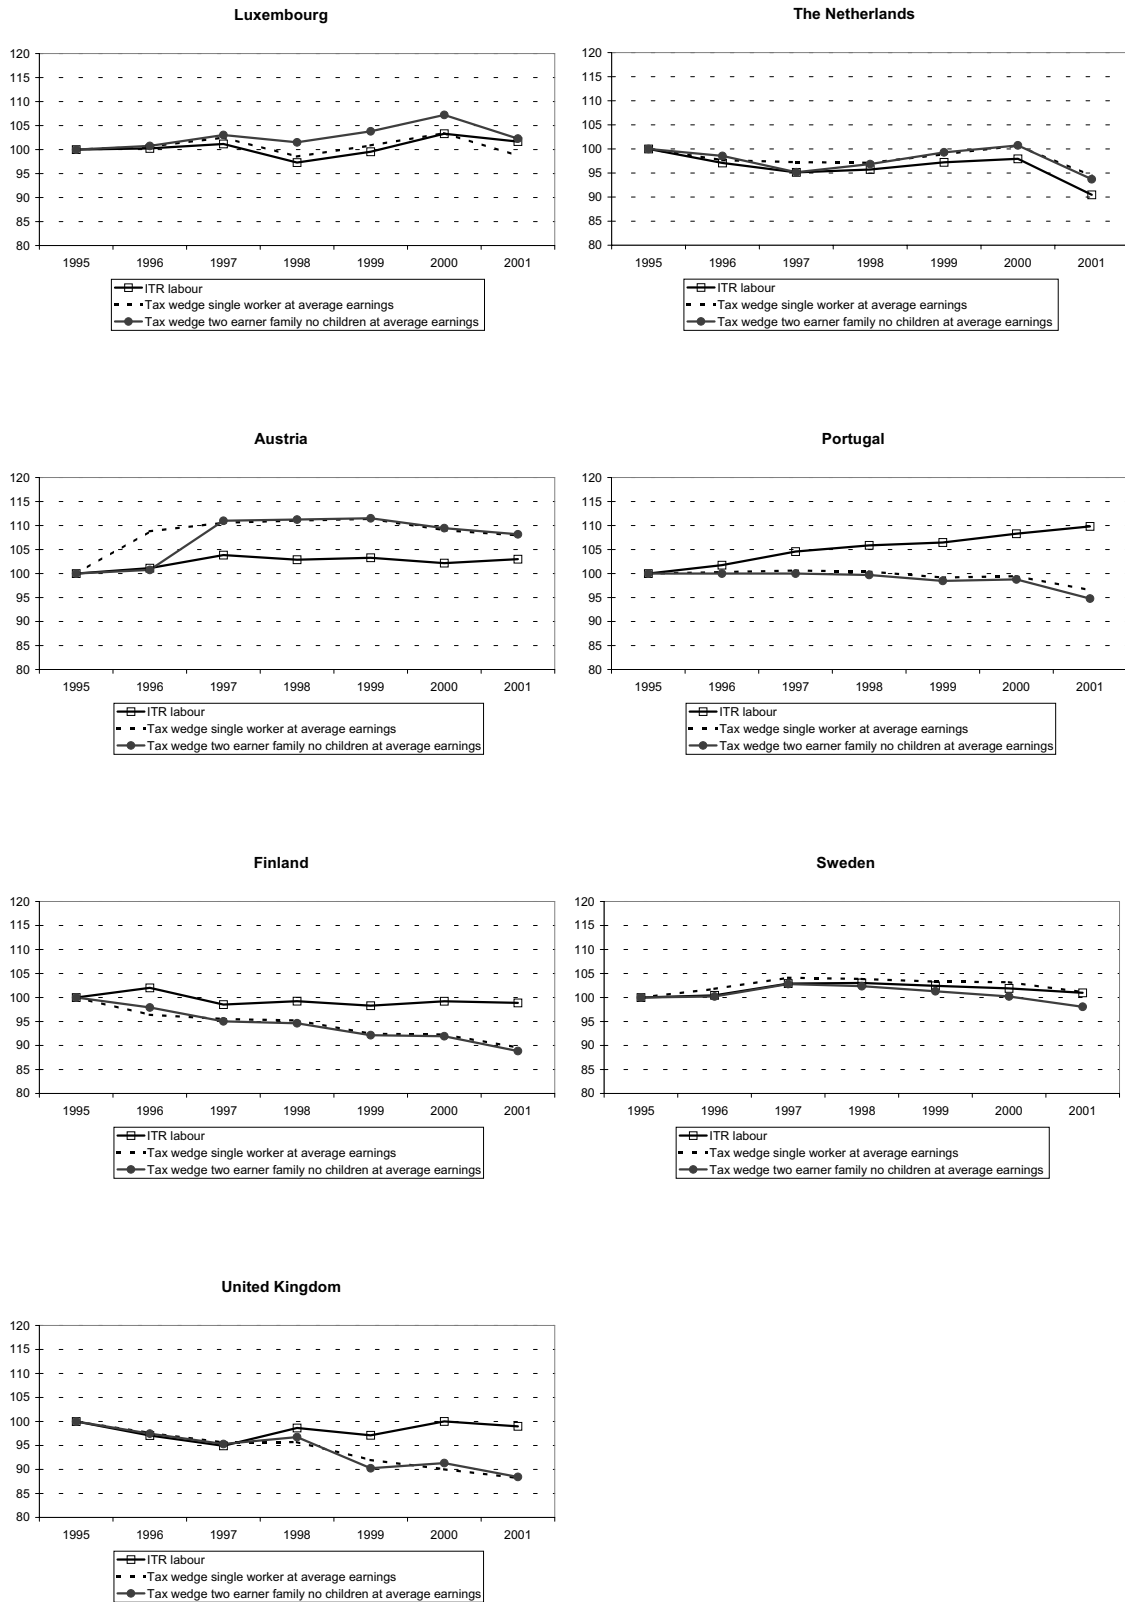 Luxembourg
120
115
110
105
100
95
90
85
80
1995 1996 1997 1998 1999 2000 2001
ITR labour
Tax wedge single worker at average earnings
Tax wedge two earner family no children at average earnings
The Netherlands
120
115
110
105
100
95
90
85
80
1995 1996 1997 1998 1999 2000 2001
ITR labour
Tax wedge single worker at average earnings
Tax wedge two earner family no children at average earnings
Austria
120
115
110
105
100
95
90
85
80
1995 1996 1997 1998 1999 2000 2001
ITR labour
Tax wedge single worker at average earnings
Tax wedge two earner family no children at average earnings
Portugal
120
115
110
105
100
95
90
85
80
1995 1996 1997 1998 1999 2000 2001
ITR labour
Tax wedge single worker at average earnings
Tax wedge two earner family no children at average earnings
Finland
120
115
110
105
100
95
90
85
80
1995 1996 1997 1998 1999 2000 2001
ITR labour
Tax wedge single worker at average earnings
Tax wedge two earner family no children at average earnings
Sweden
120
115
110
105
100
95
90
85
80
1995 1996 1997 1998 1999 2000 2001
ITR labour
Tax wedge single worker at average earnings
Tax wedge two earner family no children at average earnings
United Kingdom
120
115
110
105
100
95
90
85
80
1995 1996 1997 1998 1999 2000 2001
ITR labour
Tax wedge single worker at average earnings
Tax wedge two earner family no children at average earnings